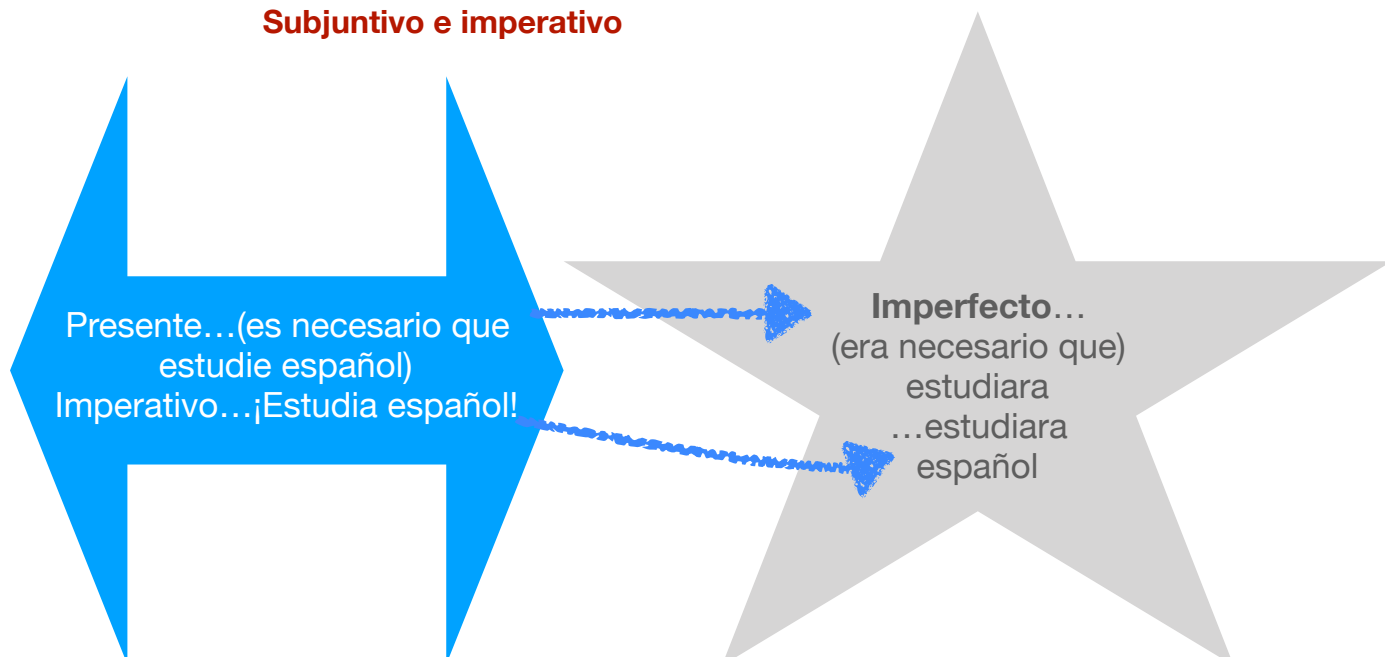 Subjuntivo e imperativo
Presente…(es necesario que
estudie español)
Imperativo…¡Estudia español!
Imperfecto…
(era necesario que)
estudiara
…estudiara
español